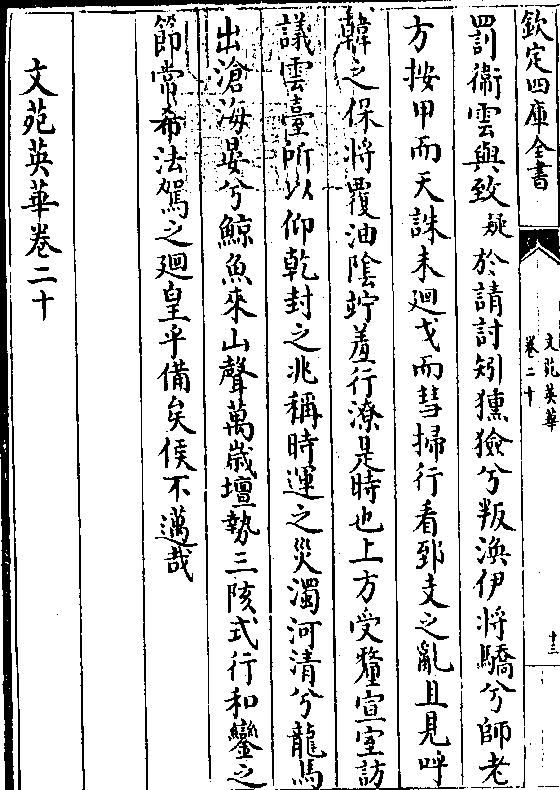 欽定四庫全書
文苑英華
卷二十
十三
罰衛雲與致疑於請討矧獯獫兮叛渙伊將驕兮師老
方按甲而天誅未廻戈而彗掃行看郅支之亂且見呼
韓之保將覆油陰竚羞行潦是時也上方受釐宣室訪
議雲臺所以仰乾封之兆稱時運之災濁河清兮龍馬
出滄海晏兮鯨魚來山聲萬歲壇勢三陔式行和鑾之
節常希法駕之廻皇乎備矣俟不邁哉
文苑英華卷二十